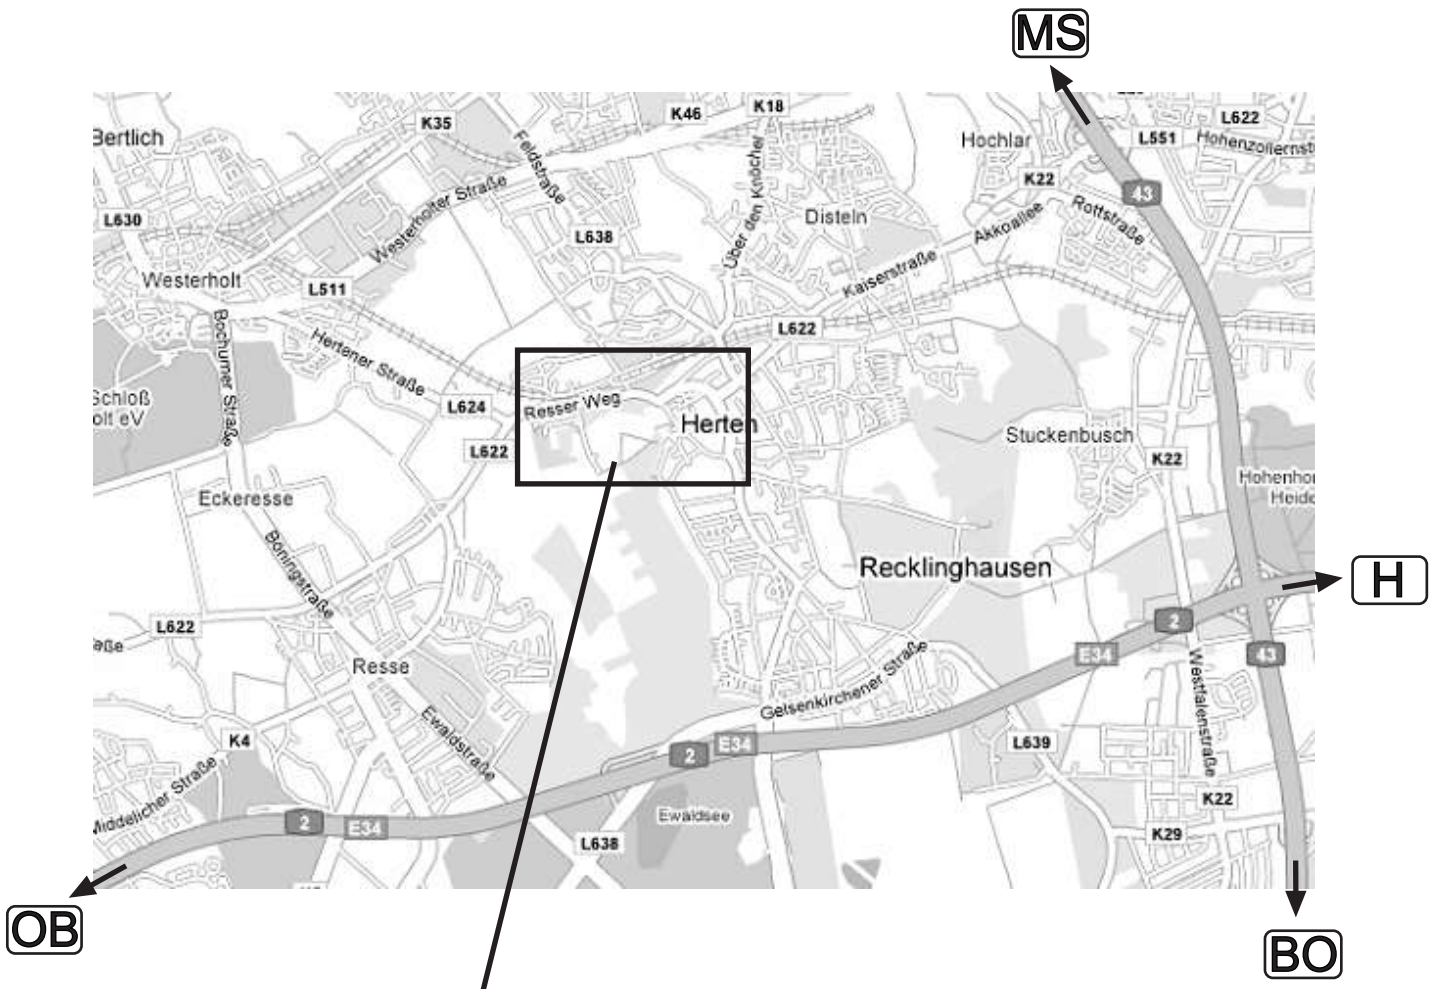 MS
K18
K46
K35
L622
Bertlich
Feldstraße
Hochlar
L551
Über den Knöchel
K22
43
Westerholter Straße
L630
Disteln
Rottstraße
L638
Akkoallee
Westerholt
Kaiserstraße
L511
L622
Bochumer Straße
Hertener Straße
Schloß
L624
Resser Weg
Herten
Stuckenbusch
L622
K22
Eckeresse
Heide
Böningstraße
Recklinghausen
H
L622
2
Resse
E34
43
Gelsenkirchener Straße
Westfalenstraße
Ewaldstraße
K4
L639
E34
2
Middelicher Straße
K22
Ewaldsee
2
E34
L638
K29
OB
BO